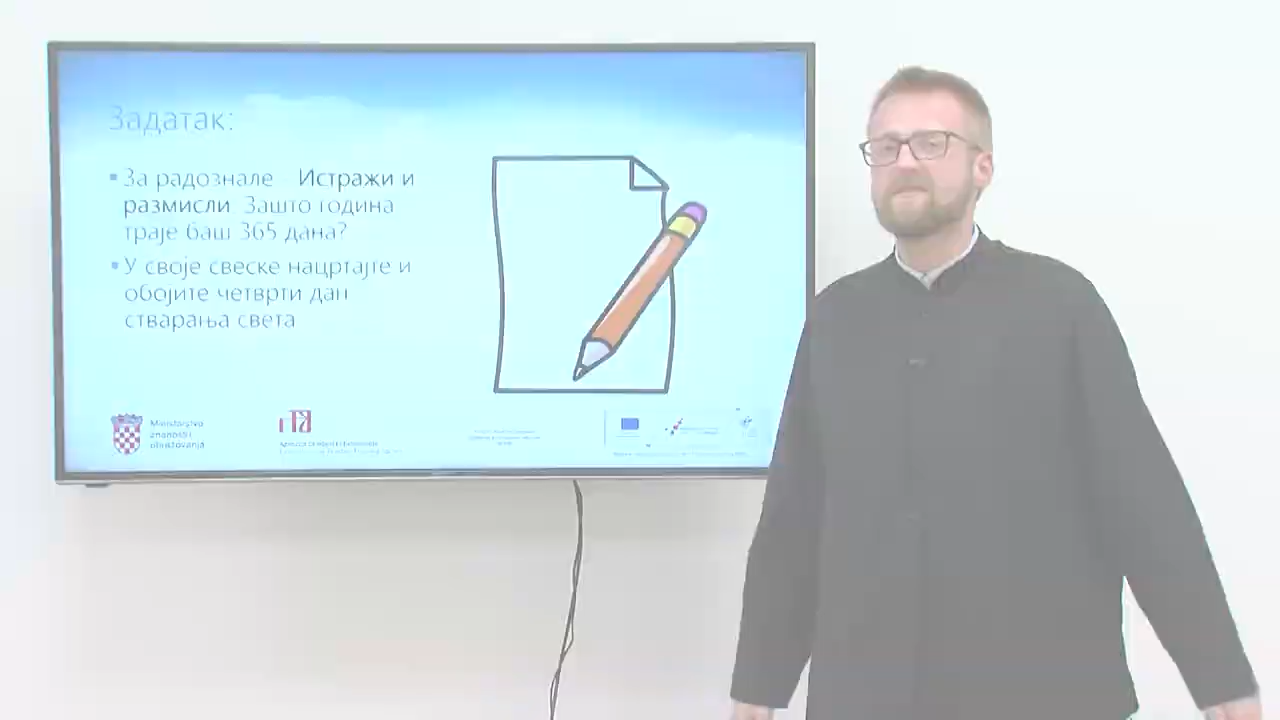 Задатак:
За радознале Истражи и
размисли Зашто година
траје баш 365 дана?
У своје свеске нацртајте и
обојите четврти дан
стварања света
Ministarstvo
znanosti i
obrazovanja